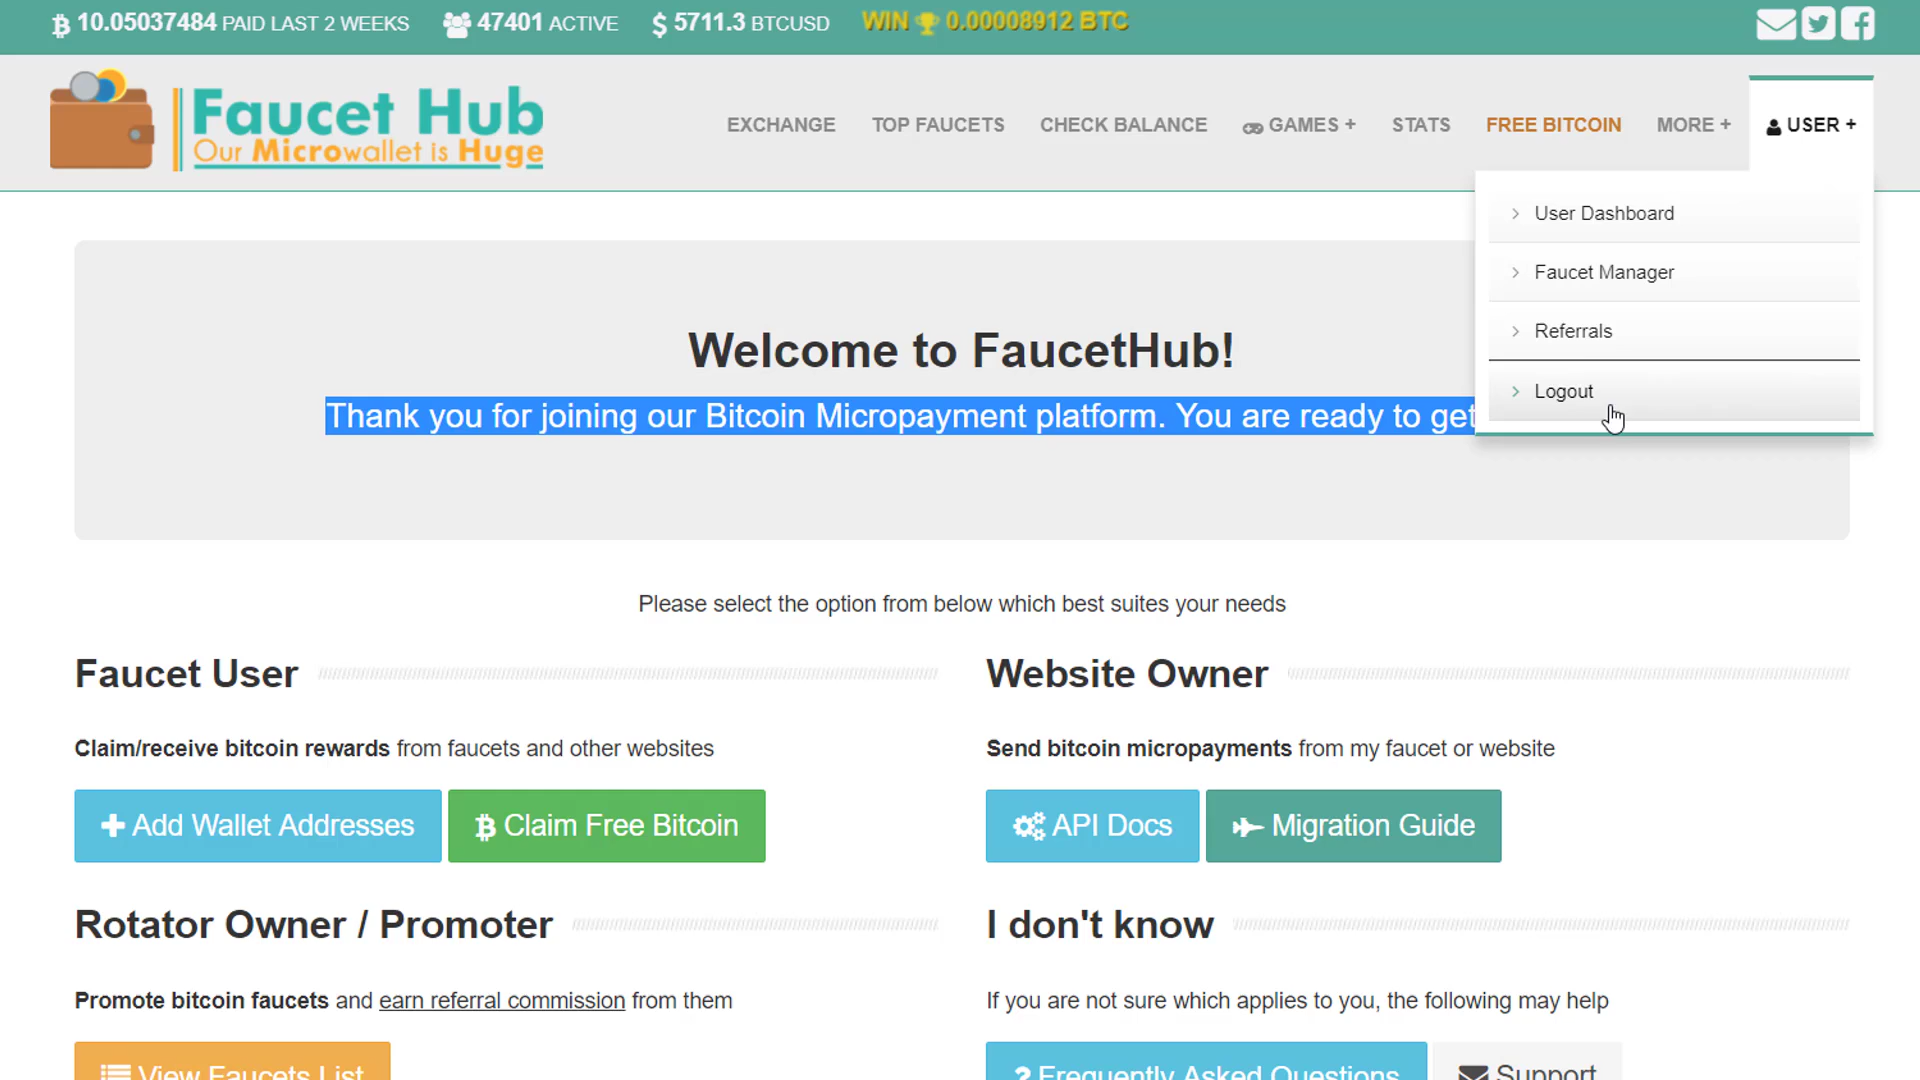 10.05037484 PAID LAST 2 WEEKS 47401 ACTIVE $ 5711.3 BTCUSD WIN 0.00008912 BTC
Faucet Hub
Our Microwallet is Huge
EXCHANGE TOP FAUCETS CHECK BALANCE GAMES + STATS FREE BITCOIN MORE + USER +
User Dashboard
Faucet Manager
Referrals
Logout
Welcome to FaucetHub!
Thank you for joining our Bitcoin Micropayment platform. You are ready to get
Please select the option from below which best suites your needs
Faucet User
Claim/receive bitcoin rewards from faucets and other websites
Add Wallet Addresses Claim Free Bitcoin
Website Owner
Send bitcoin micropayments from my faucet or website
API Docs Migration Guide
Rotator Owner / Promoter
Promote bitcoin faucets and earn referral commission from them
View Faucets List
I don't know
If you are not sure which applies to you, the following may help
? Frequently Asked Questions Support